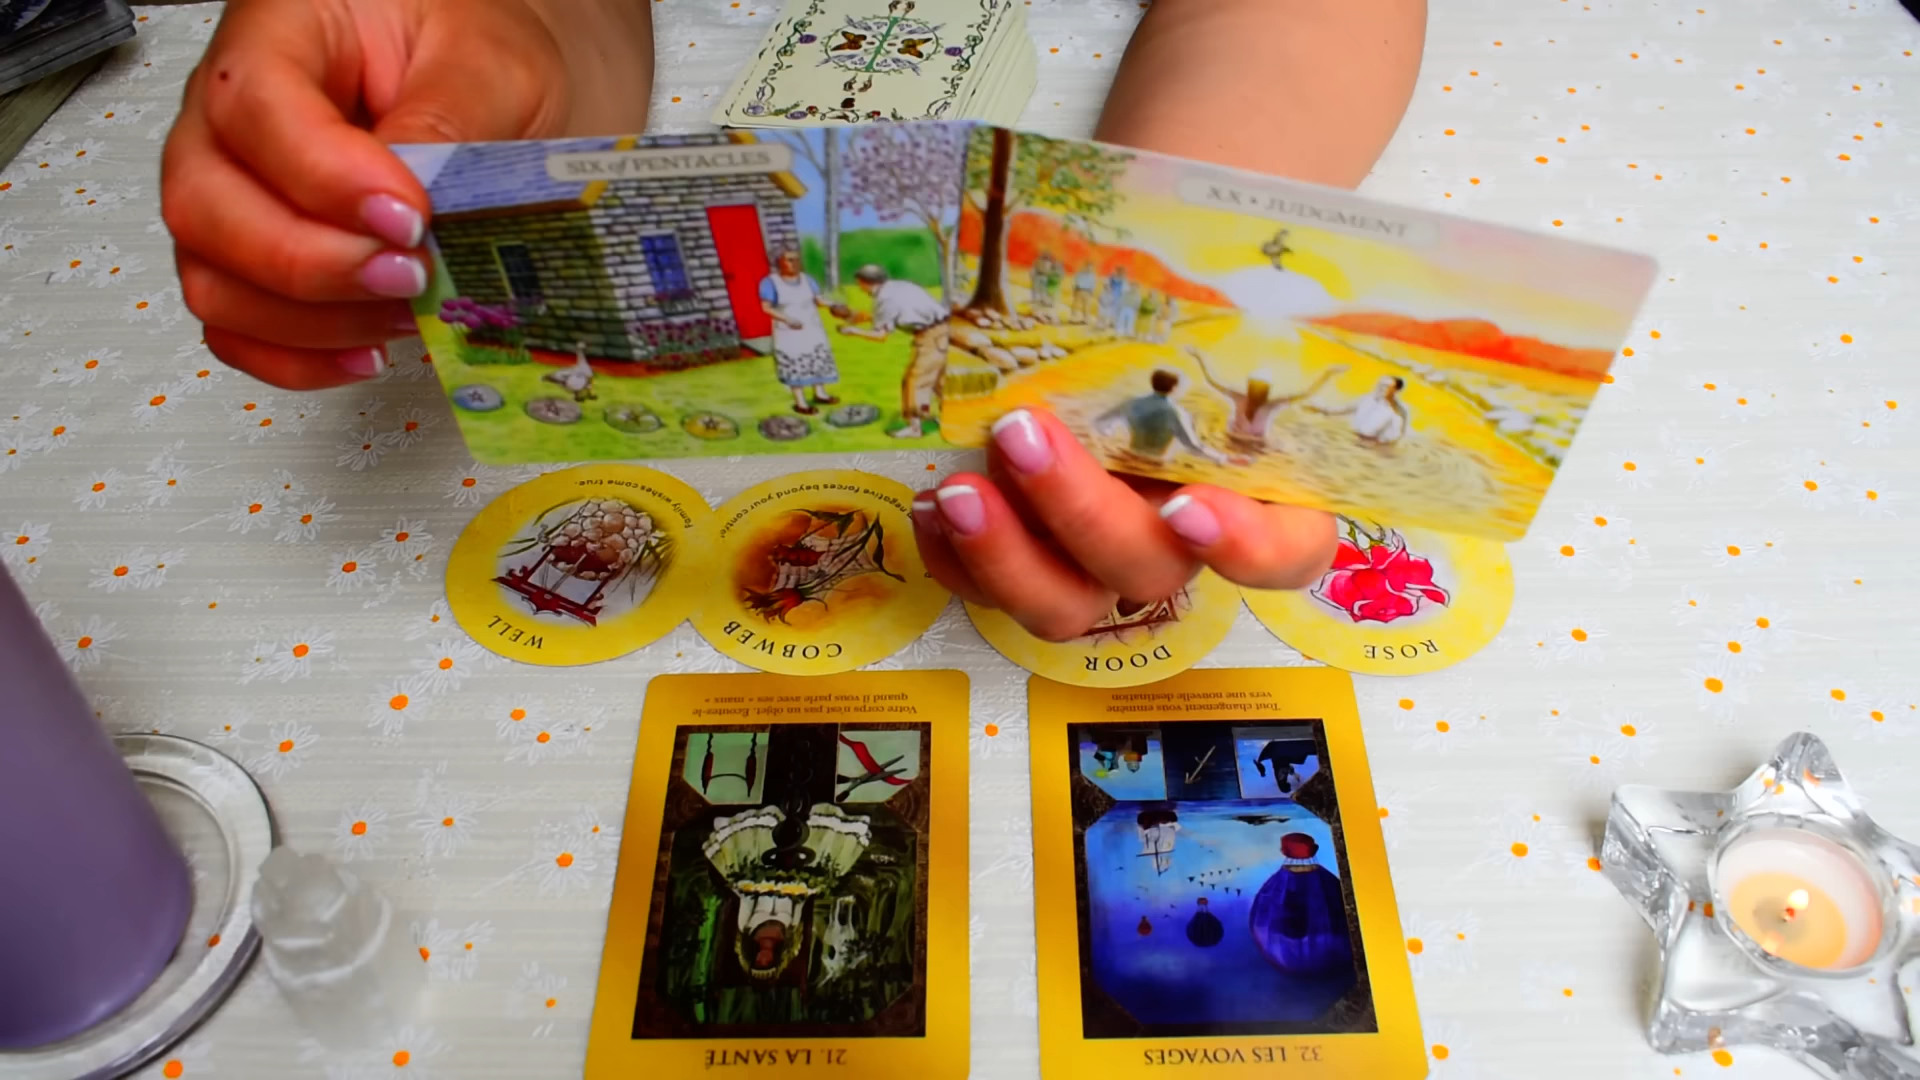 SIX of PENTACLES
XX • JUDGMENT
Family wishes come true.
WELL
negative forces beyond your control
COBWEB
DOOR
ROSE
Votre corps n'est pas un objet. Écoutez-le
quand il vous parle avec ses « maux »
21. LA SANTÉ
Tout changement vous emmène
vers une nouvelle destination
32. LES VOYAGES